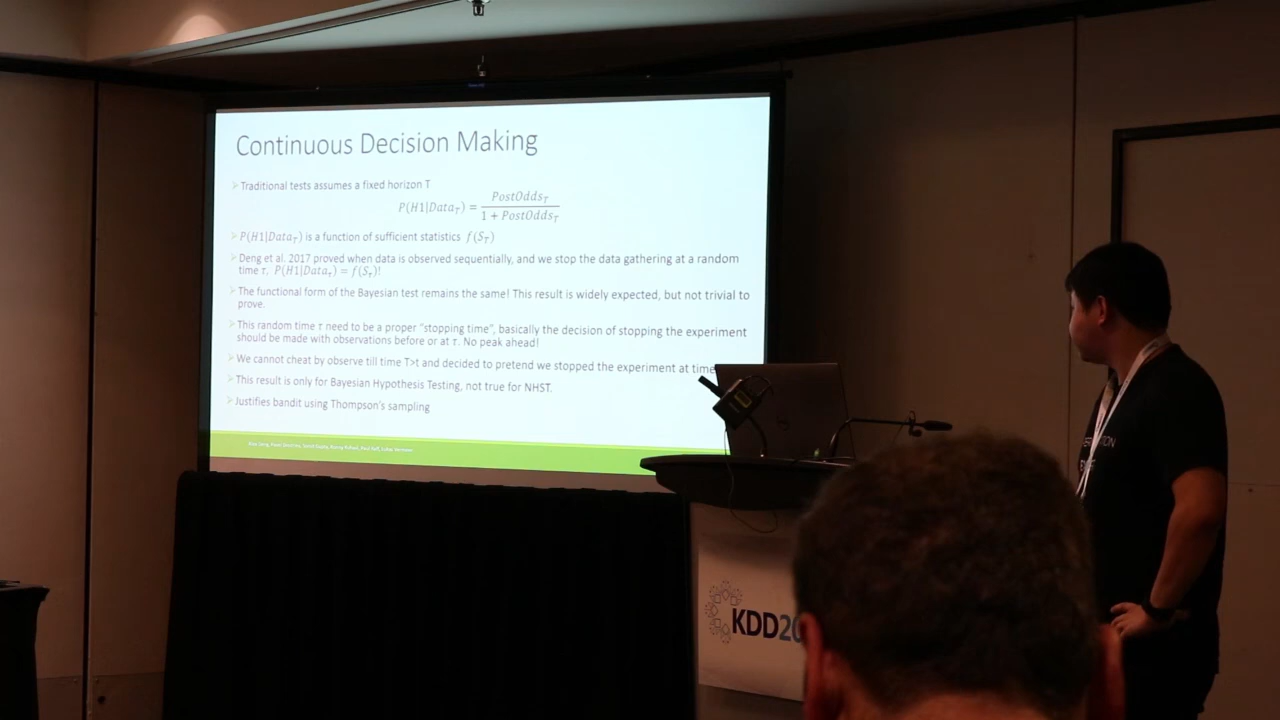 Continuous Decision Making
➢ Traditional tests assumes a fixed horizon T
P(H1|Data_T) = PostOdds_T / (1 + PostOdds_T)
➢ P(H1|Data_T) is a function of sufficient statistics f(S_T)
➢ Deng et al. 2017 proved when data is observed sequentially, and we stop the data gathering at a random
time τ, P(H1|Data_τ) = f(S_τ)!
➢ The functional form of the Bayesian test remains the same! This result is widely expected, but not trivial to
prove.
➢ This random time τ need to be a proper "stopping time", basically the decision of stopping the experiment
should be made with observations before or at τ. No peak ahead!
➢ We cannot cheat by observe till time T>t and decided to pretend we stopped the experiment at time
➢ This result is only for Bayesian Hypothesis Testing, not true for NHST.
➢ Justifies bandit using Thompson's sampling
KDD20